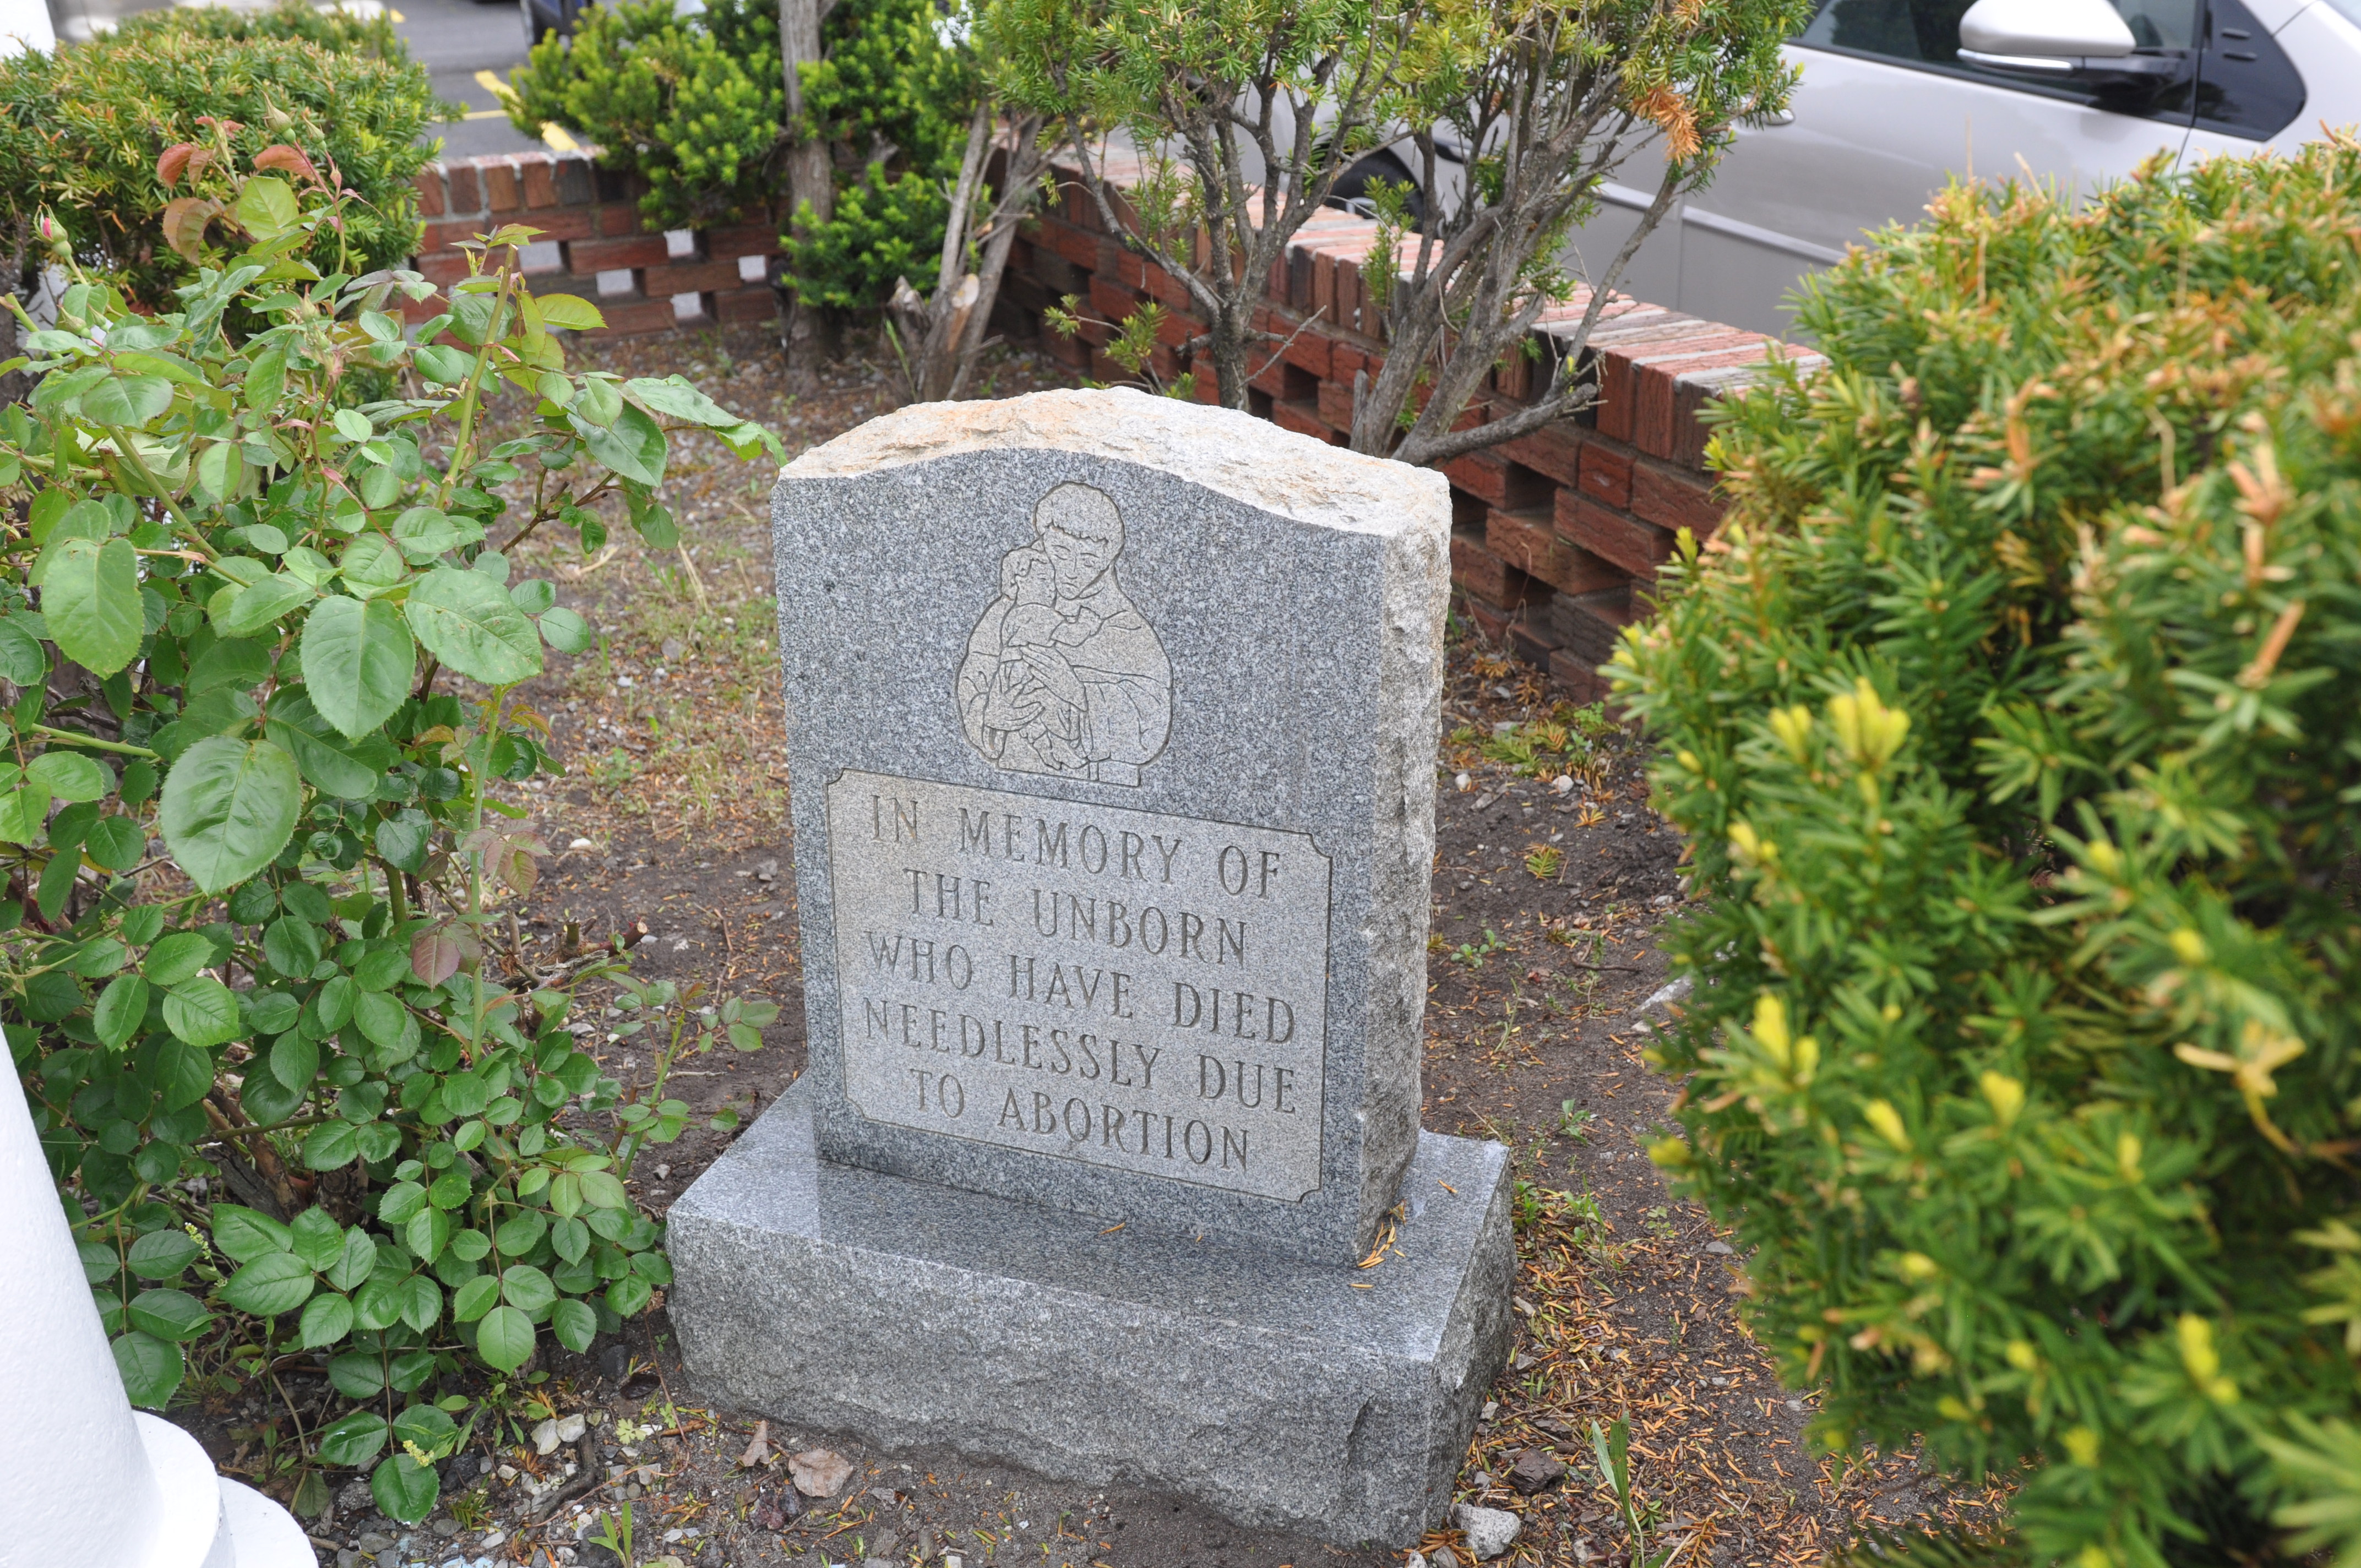 IN MEMORY OF
THE UNBORN
WHO HAVE DIED
NEEDLESSLY DUE
TO ABORTION